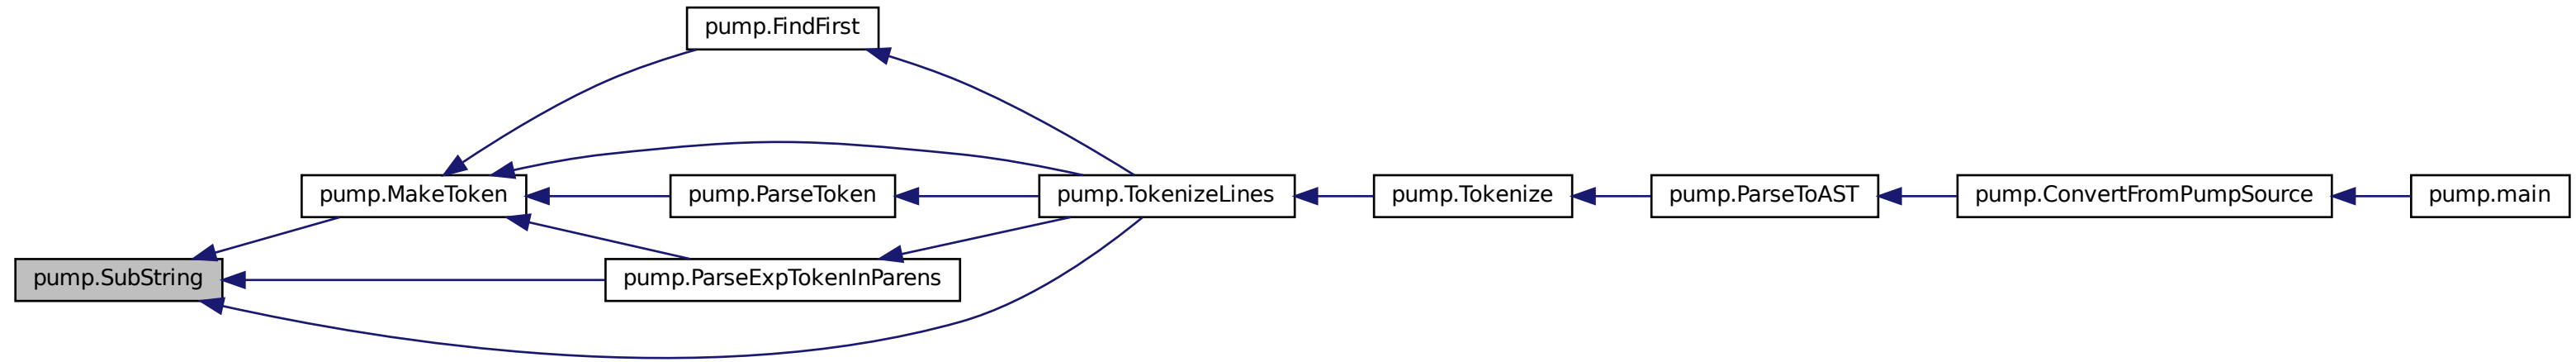 pump.FindFirst
pump.MakeToken
pump.ParseToken
pump.TokenizeLines
pump.Tokenize
pump.ParseToAST
pump.ConvertFromPumpSource
pump.main
pump.SubString
pump.ParseExpTokenInParens